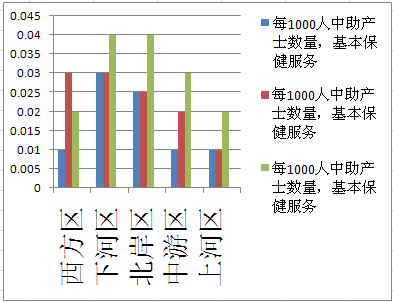 0.045
0.04
0.035
0.03
0.025
0.02
0.015
0.01
0.005
0
西方区
下河区
北岸区
中游区
上河区
每1000人中助产
士数量，基本保
健服务
每1000人中助产
士数量，基本保
健服务
每1000人中助产
士数量，基本保
健服务